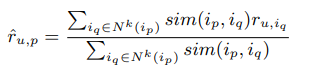 $\hat{r}_{u,p} = \frac{\sum_{i_q \in N^k(i_p)} sim(i_p, i_q) r_{u,i_q}}{\sum_{i_q \in N^k(i_p)} sim(i_p, i_q)}$